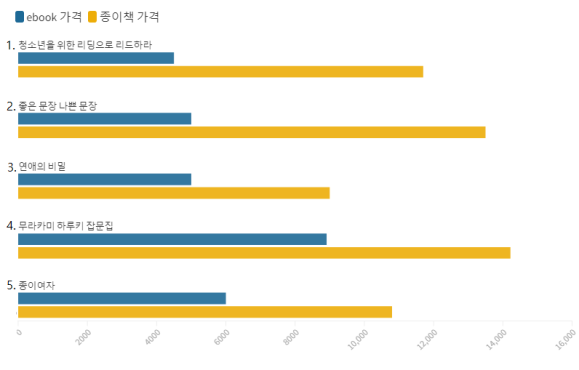 ebook 가격 종이책 가격
1. 청소년을 위한 리딩으로 리드하라
2. 좋은 문장 나쁜 문장
3. 연애의 비밀
4. 무라카미 하루키 잡문집
5. 종이여자
0 2000 4000 6000 8000 10,000 12,000 14,000 16,000